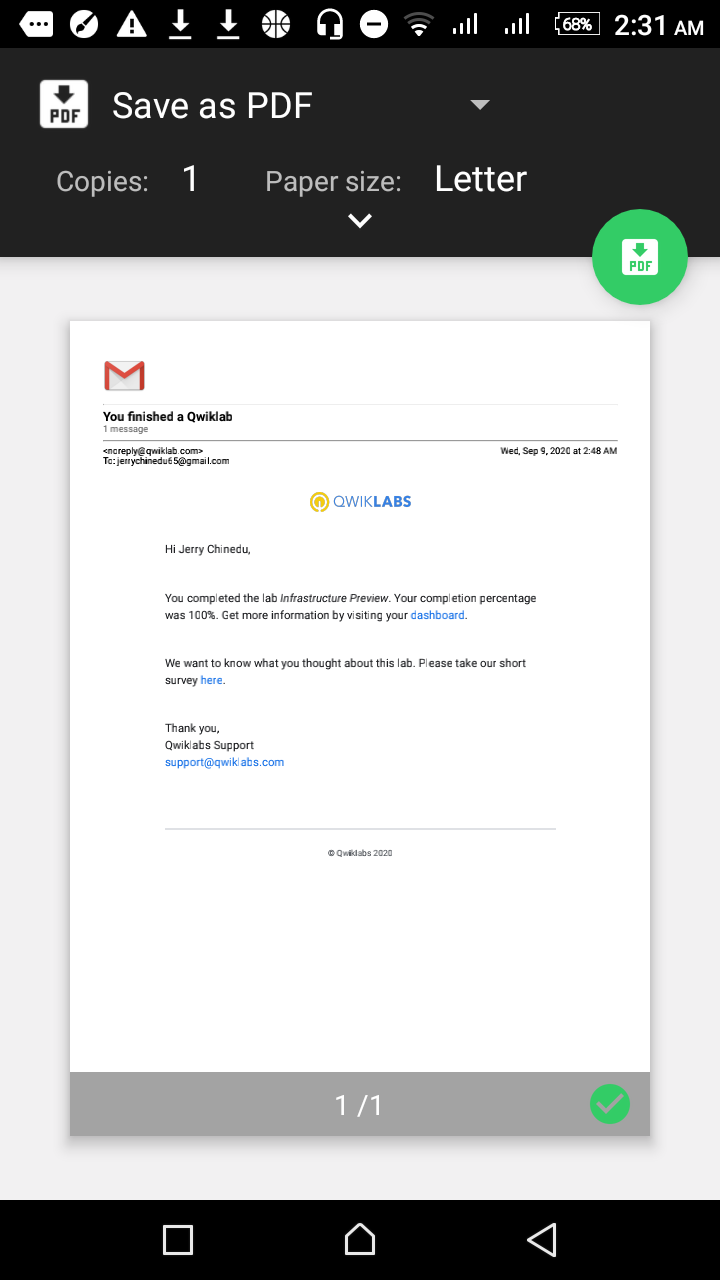 68% 2:31 AM
PDF Save as PDF
Copies: 1 Paper size: Letter
PDF
You finished a Qwiklab
1 message
<noreply@qwiklab.com> Wed, Sep 9, 2020 at 2:48 AM
To: jerrychinedu65@gmail.com
QWIKLABS
Hi Jerry Chinedu,
You completed the lab Infrastructure Preview. Your completion percentage
was 100%. Get more information by visiting your dashboard.
We want to know what you thought about this lab. Please take our short
survey here.
Thank you,
Qwiklabs Support
support@qwiklabs.com
© Qwiklabs 2020
1 /1